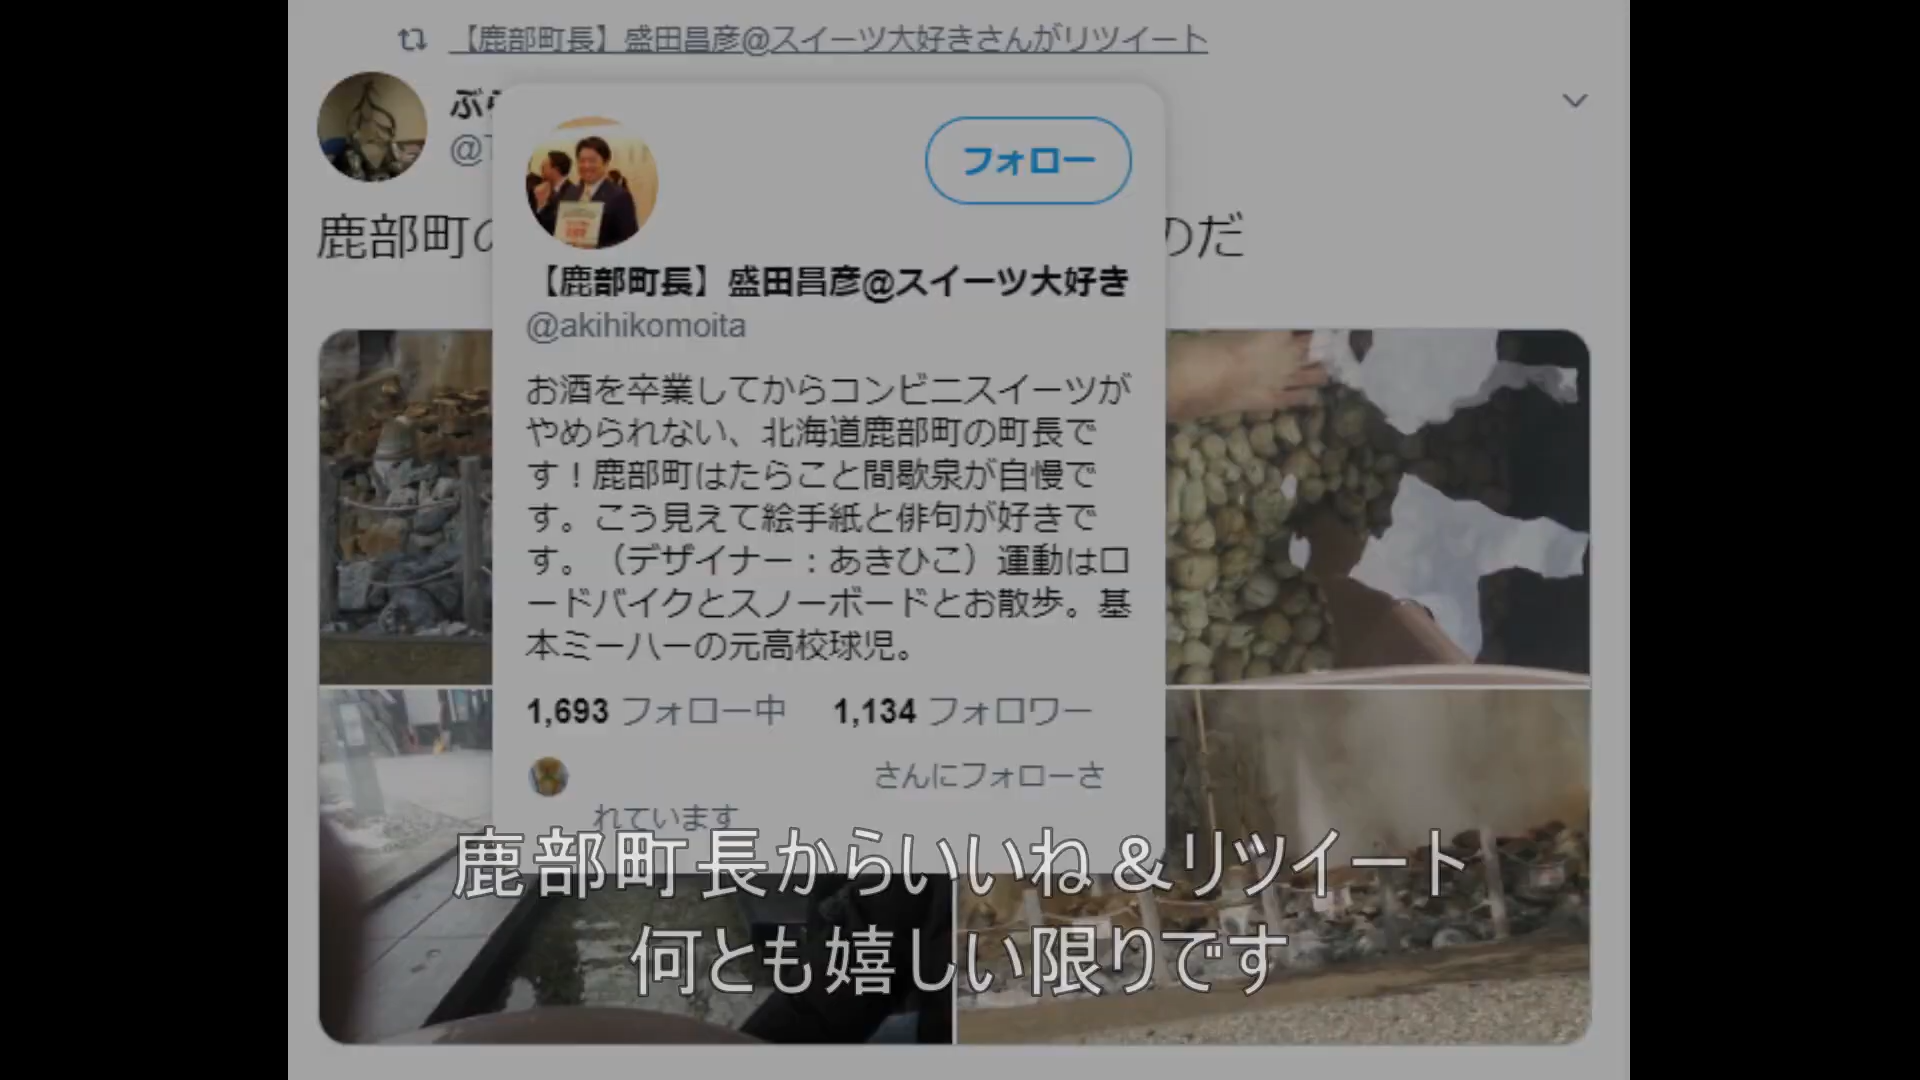 【鹿部町長】盛田昌彦@スイーツ大好きさんがリツイート
ぶら
@T
フォロー
鹿部町の
のだ
【鹿部町長】盛田昌彦@スイーツ大好き
@akihikomoita
お酒を卒業してからコンビニスイーツが
やめられない、北海道鹿部町の町長で
す！鹿部町はたらこと間歇泉が自慢で
す。こう見えて絵手紙と俳句が好きで
す。（デザイナー：あきひこ）運動はロ
ードバイクとスノーボードとお散歩。基
本ミーハーの元高校球児。
1,693 フォロー中 1,134 フォロワー
さんにフォローさ
れています
鹿部町長からいいね＆リツイート
何とも嬉しい限りです